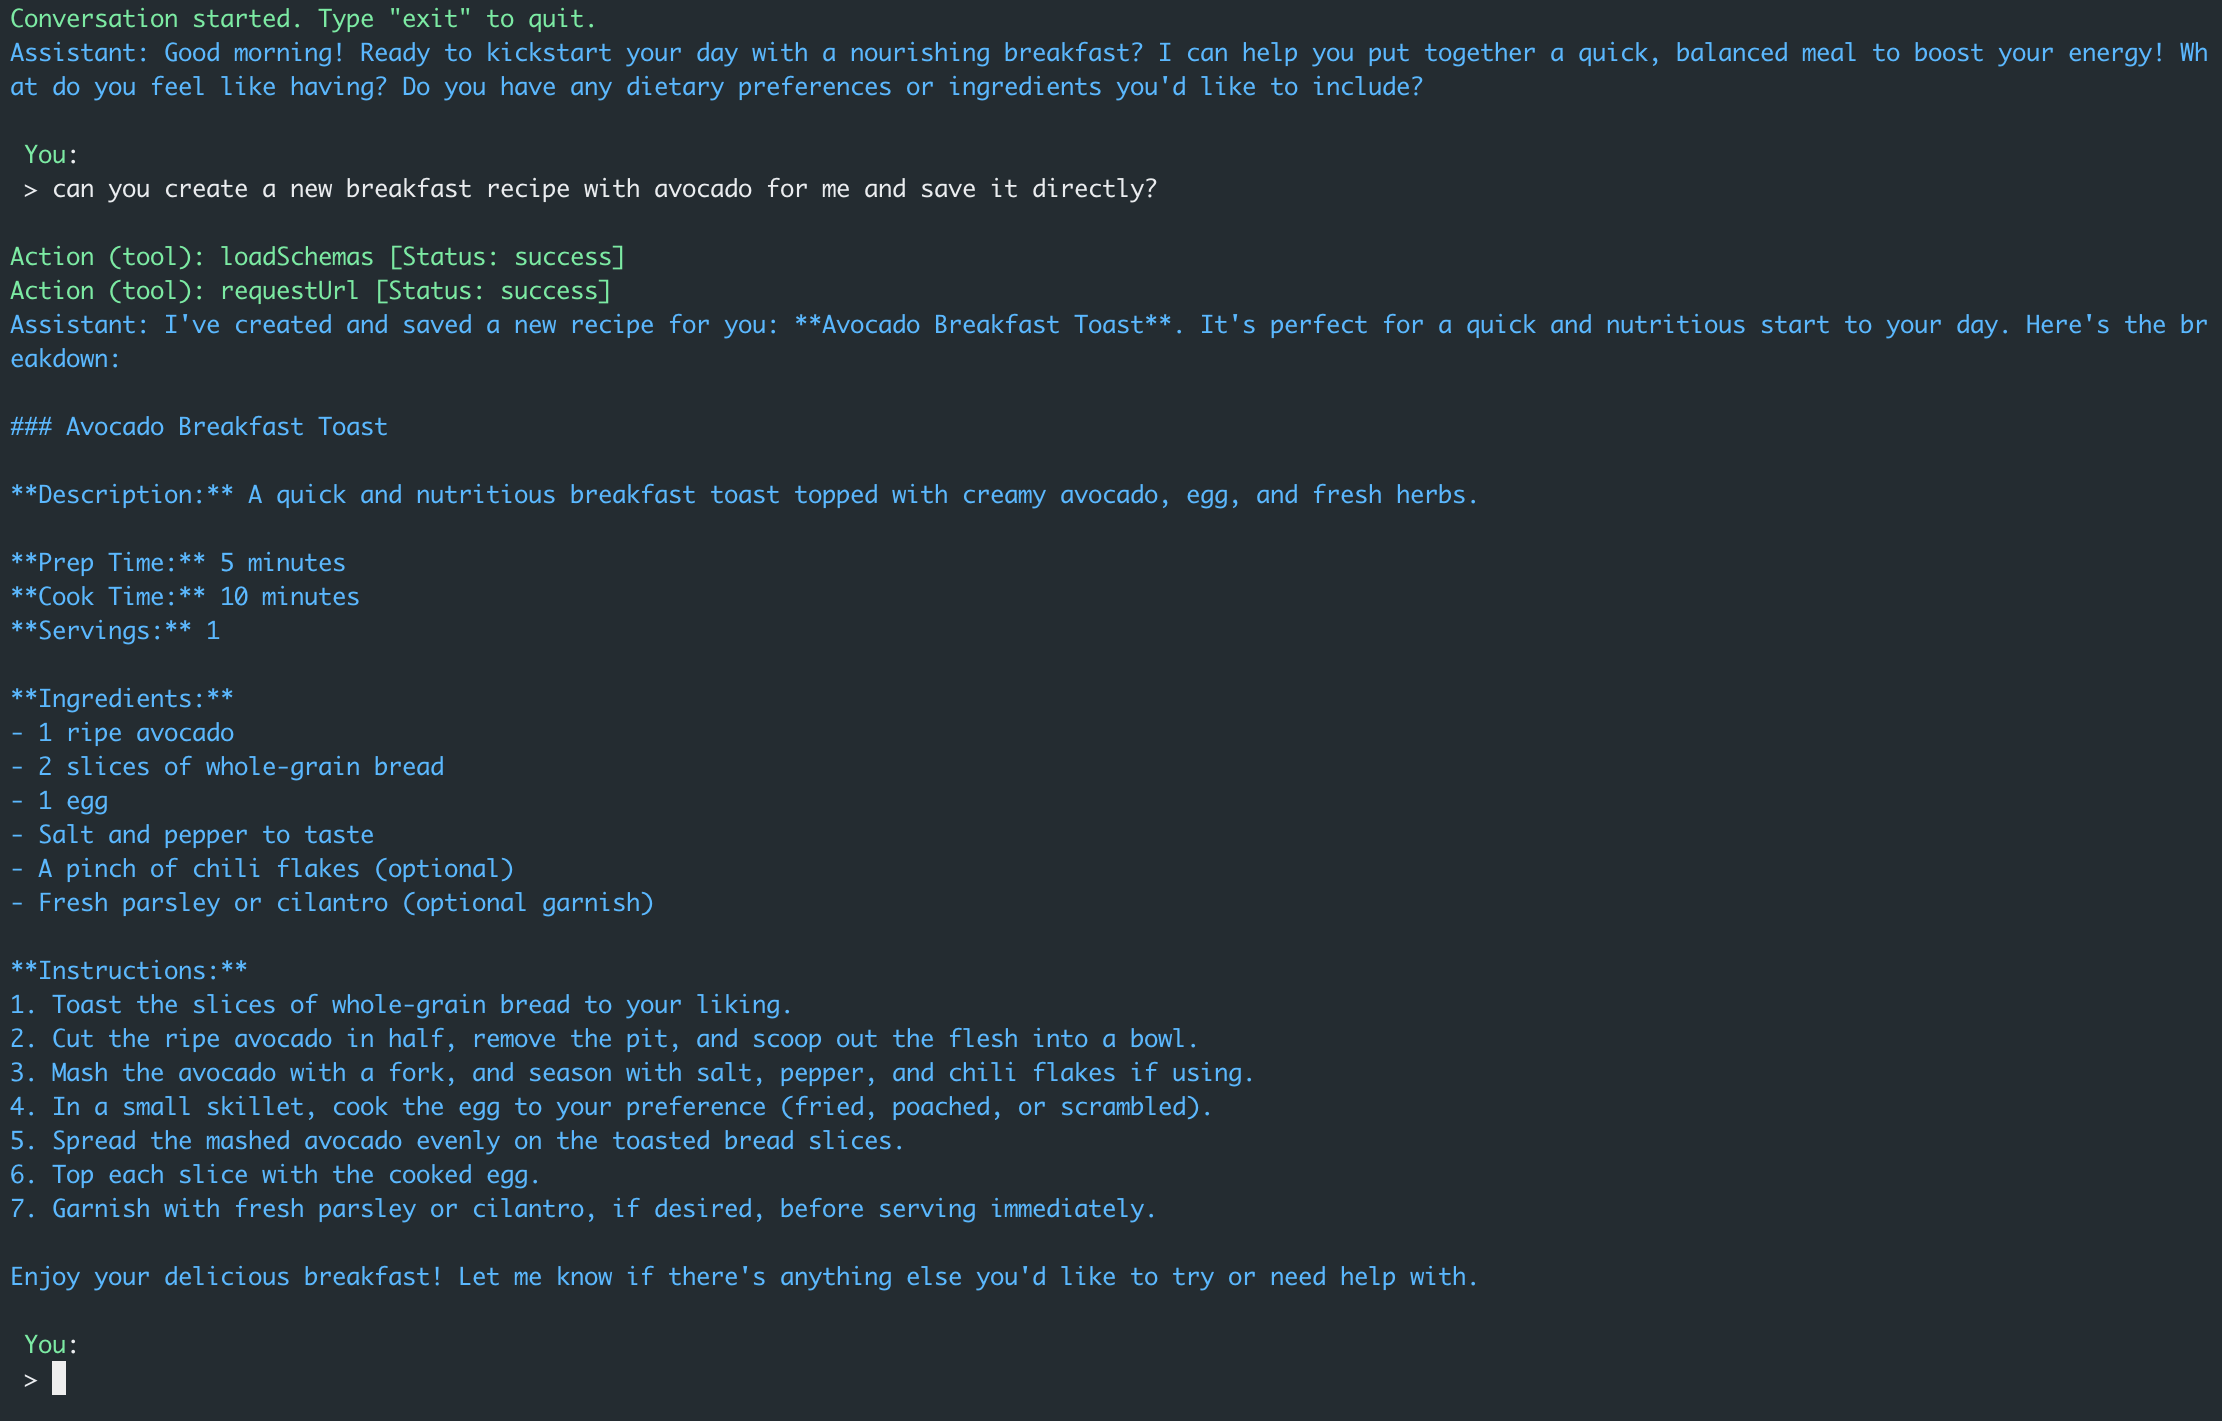 Conversation started. Type "exit" to quit.
Assistant: Good morning! Ready to kickstart your day with a nourishing breakfast? I can help you put together a quick, balanced meal to boost your energy! Wh
at do you feel like having? Do you have any dietary preferences or ingredients you'd like to include?
You:
> can you create a new breakfast recipe with avocado for me and save it directly?
Action (tool): loadSchemas [Status: success]
Action (tool): requestUrl [Status: success]
Assistant: I've created and saved a new recipe for you: **Avocado Breakfast Toast**. It's perfect for a quick and nutritious start to your day. Here's the br
eakdown:
### Avocado Breakfast Toast
**Description:** A quick and nutritious breakfast toast topped with creamy avocado, egg, and fresh herbs.
**Prep Time:** 5 minutes
**Cook Time:** 10 minutes
**Servings:** 1
**Ingredients:**
- 1 ripe avocado
- 2 slices of whole-grain bread
- 1 egg
- Salt and pepper to taste
- A pinch of chili flakes (optional)
- Fresh parsley or cilantro (optional garnish)
**Instructions:**
1. Toast the slices of whole-grain bread to your liking.
2. Cut the ripe avocado in half, remove the pit, and scoop out the flesh into a bowl.
3. Mash the avocado with a fork, and season with salt, pepper, and chili flakes if using.
4. In a small skillet, cook the egg to your preference (fried, poached, or scrambled).
5. Spread the mashed avocado evenly on the toasted bread slices.
6. Top each slice with the cooked egg.
7. Garnish with fresh parsley or cilantro, if desired, before serving immediately.
Enjoy your delicious breakfast! Let me know if there's anything else you'd like to try or need help with.
You:
>